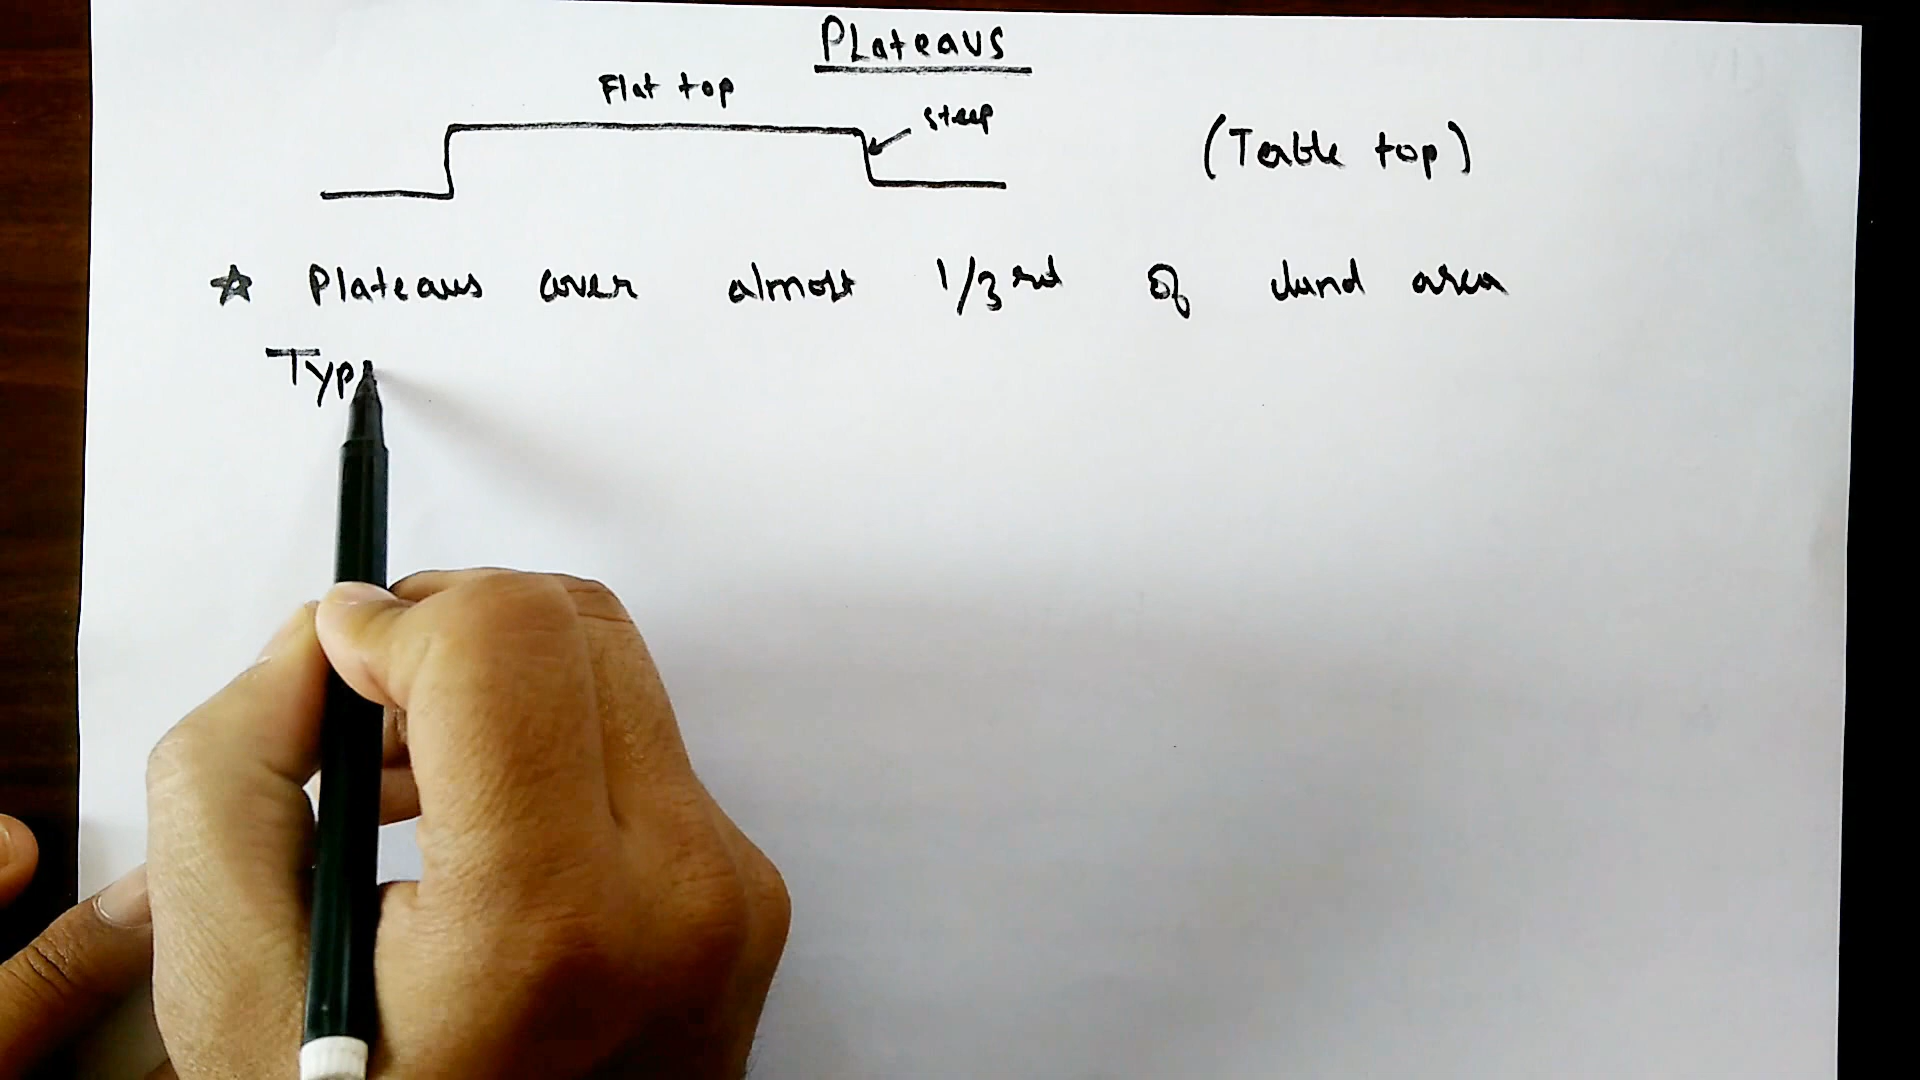 PLateaus
Flat top
steep
(Table top)
☆ Plateaus cover almost 1/3rd of land area
Typ